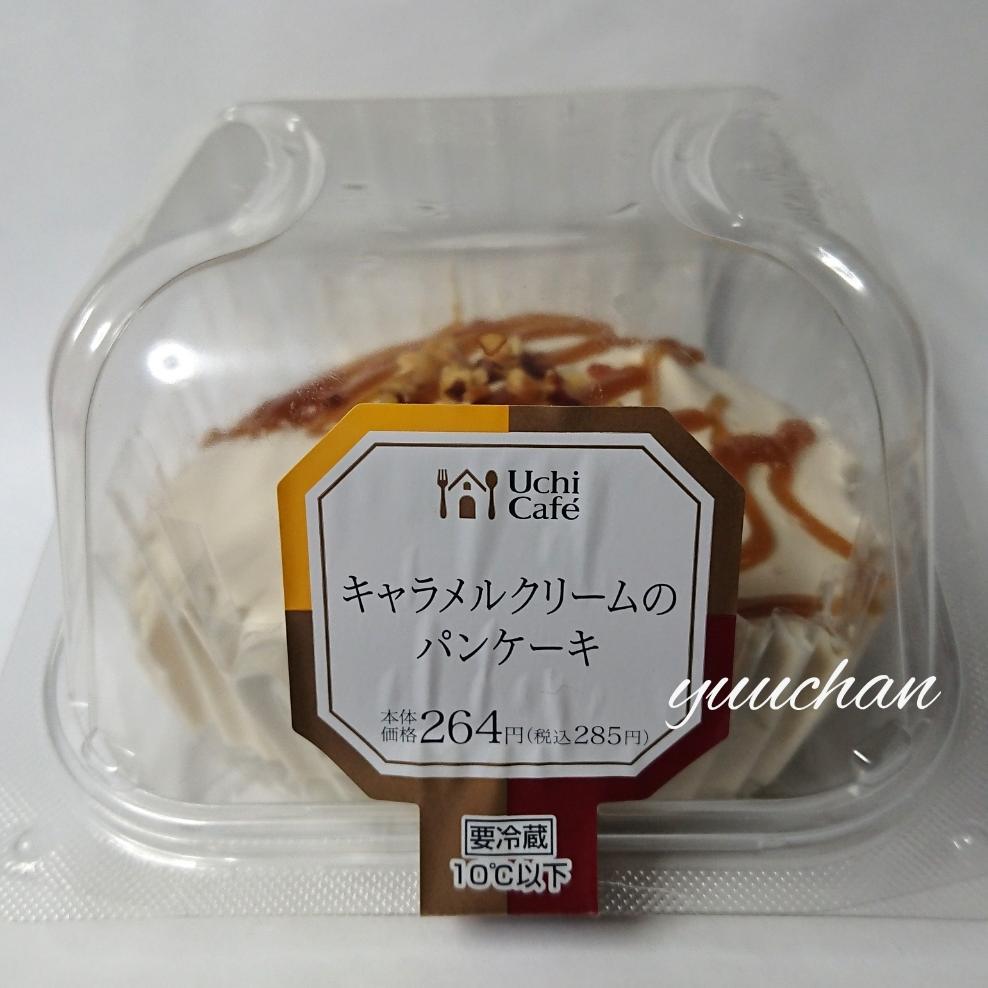 Uchi
Café
キャラメルクリームの
パンケーキ
本体
価格264円(税込285円)
yuuchan
要冷蔵
10℃以下